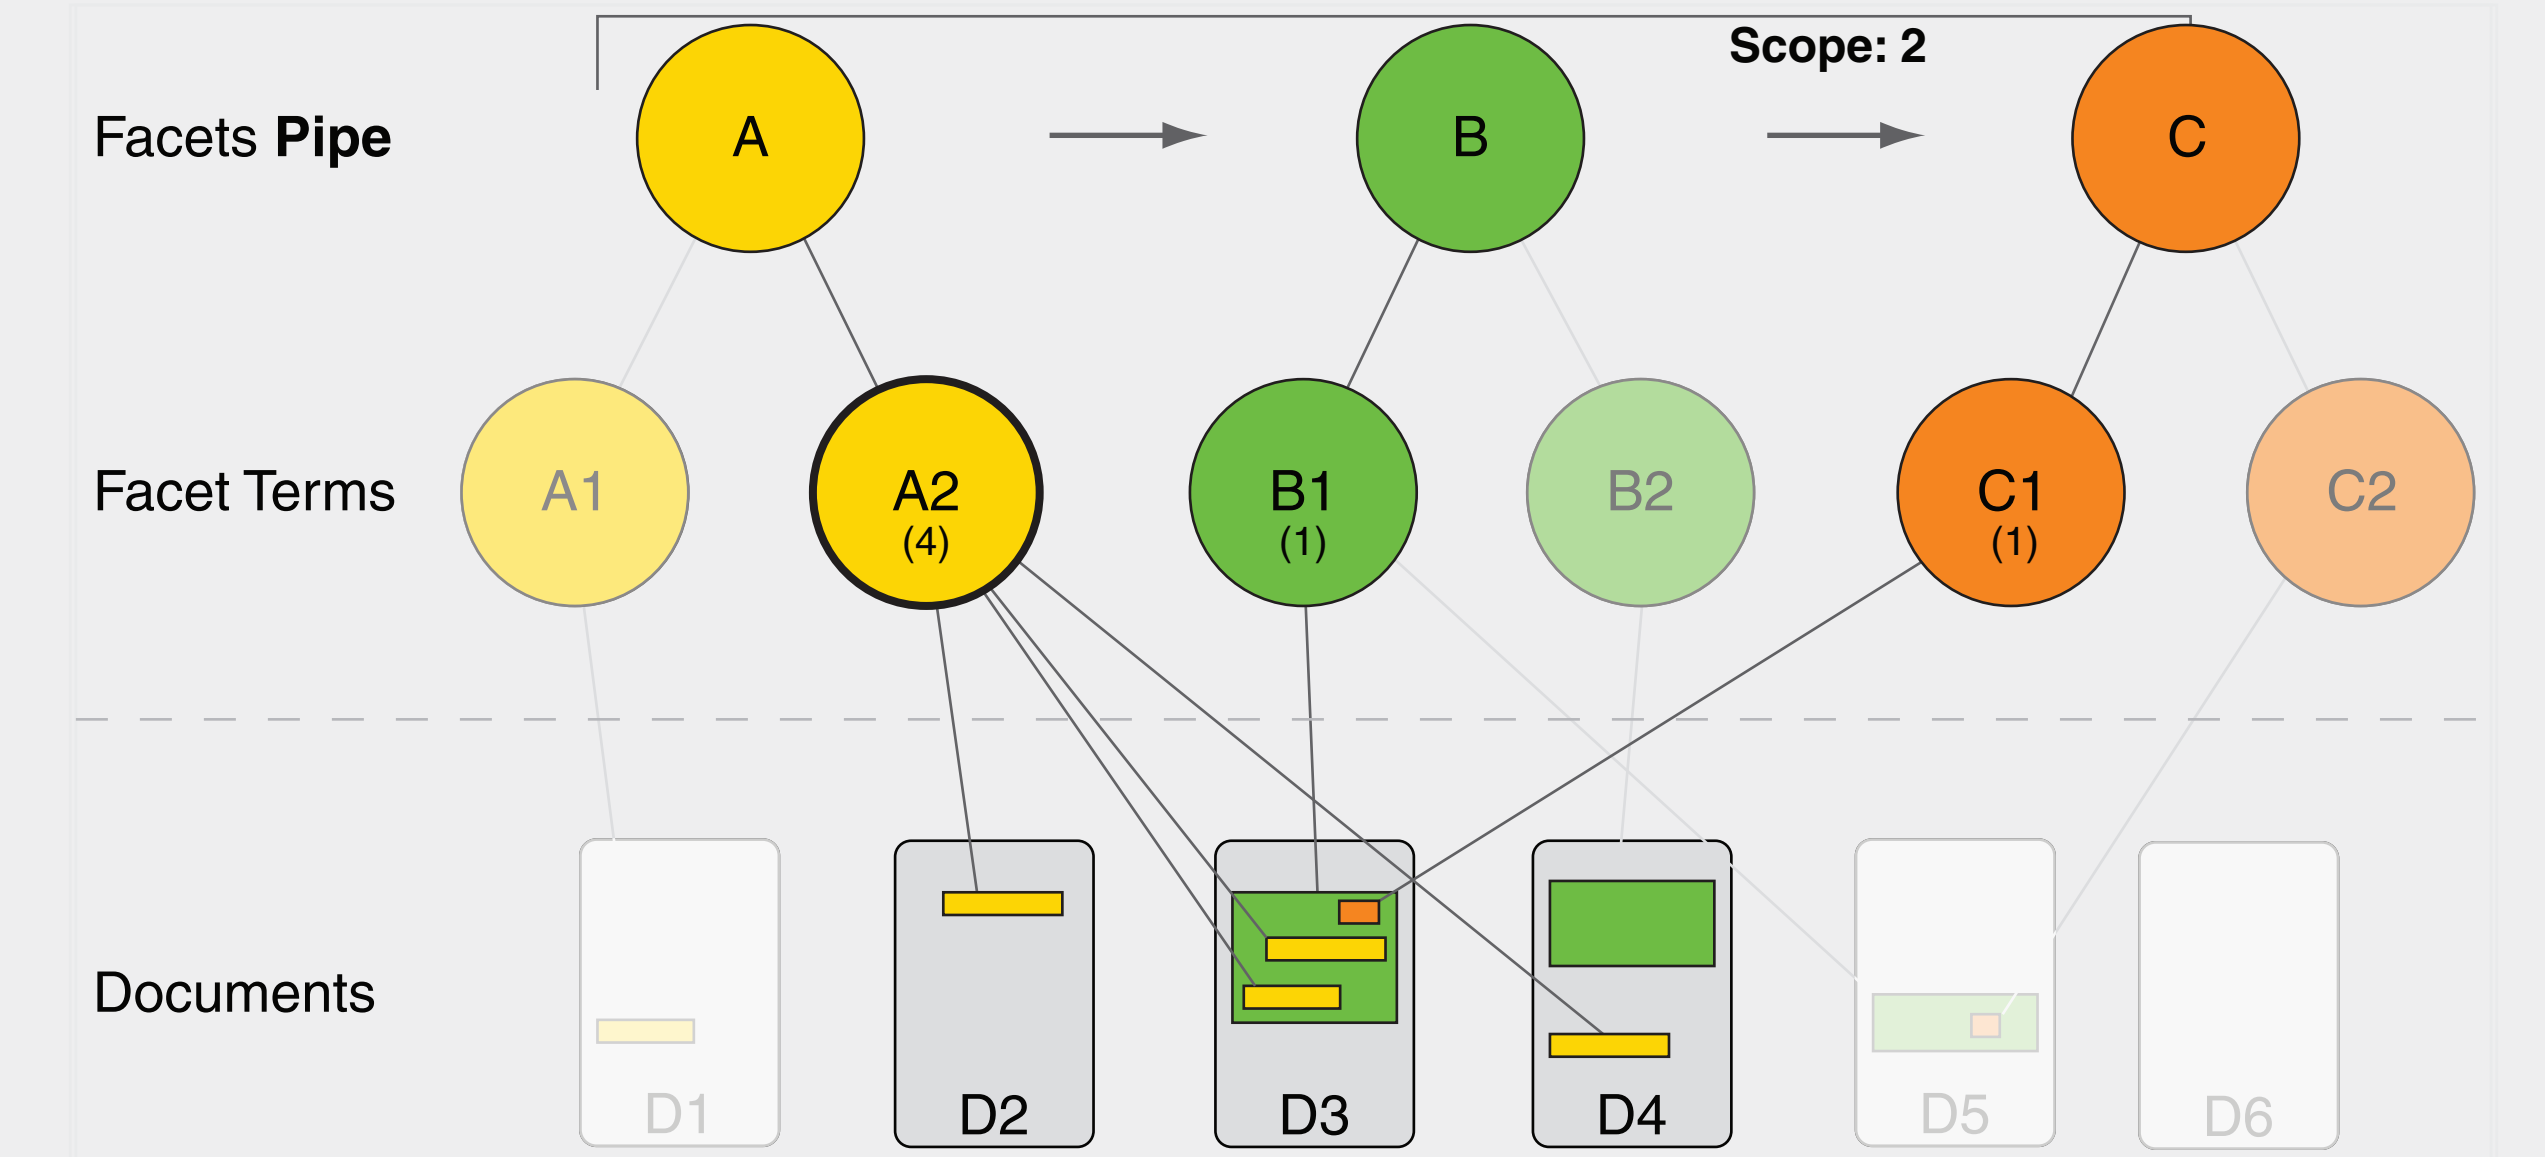 Scope: 2
Facets Pipe
A
B
C
Facet Terms
A1
A2
(4)
B1
(1)
B2
C1
(1)
C2
Documents
D1
D2
D3
D4
D5
D6